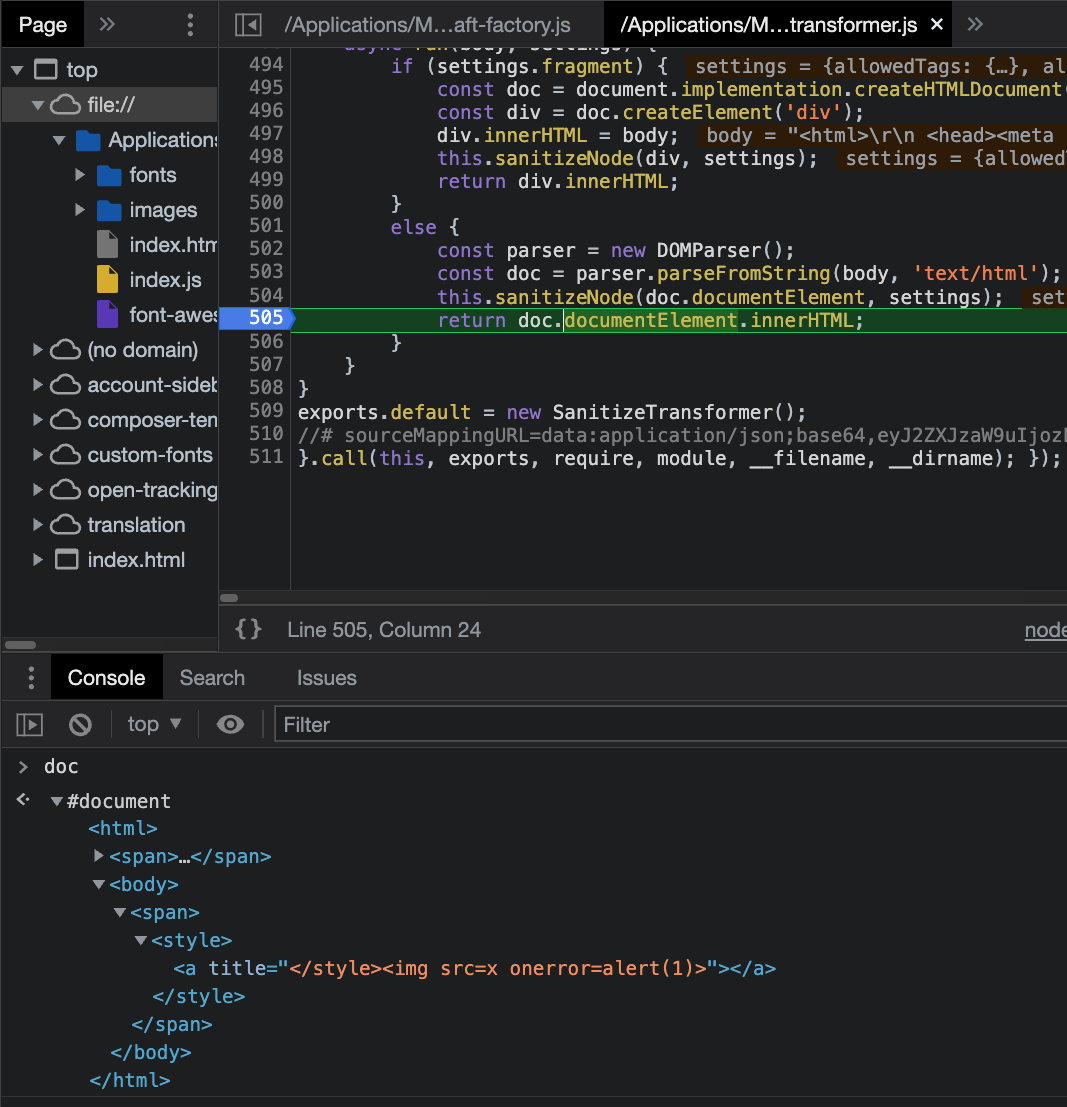 Page
/Applications/M…aft-factory.js
/Applications/M…transformer.js ×
top
file://
Applications
fonts
images
index.htm
index.js
font-awes
(no domain)
account-sideb
composer-tem
custom-fonts
open-tracking
translation
index.html
494 if (settings.fragment) { settings = {allowedTags: {…}, al
495 const doc = document.implementation.createHTMLDocument(
496 const div = doc.createElement('div');
497 div.innerHTML = body; body = "<html>\r\n <head><meta
498 this.sanitizeNode(div, settings); settings = {allowedT
499 return div.innerHTML;
500 }
501 else {
502 const parser = new DOMParser();
503 const doc = parser.parseFromString(body, 'text/html');
504 this.sanitizeNode(doc.documentElement, settings); set
505 return doc.documentElement.innerHTML;
506 }
507 }
508 }
509 exports.default = new SanitizeTransformer();
510 //# sourceMappingURL=data:application/json;base64,eyJ2ZXJzaW9uIjoz
511 }.call(this, exports, require, module, __filename, __dirname); });
{} Line 505, Column 24
node
Console Search Issues
top Filter
> doc
#document
<html>
<span>…</span>
<body>
<span>
<style>
<a title="</style><img src=x onerror=alert(1)>"></a>
</style>
</span>
</body>
</html>